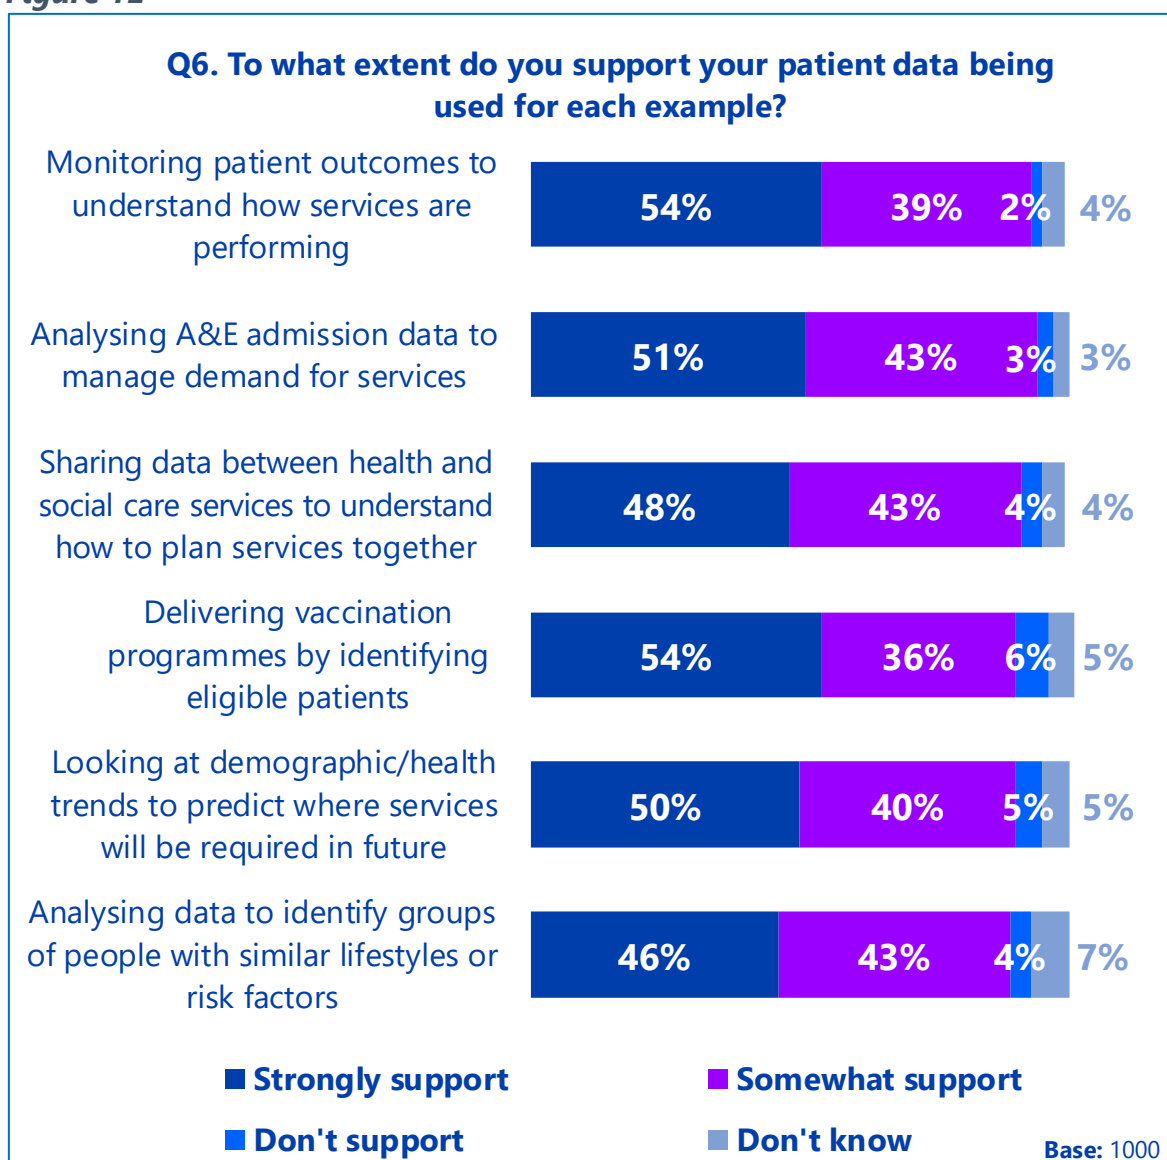 Q6. To what extent do you support your patient data being
used for each example?
Monitoring patient outcomes to
understand how services are
performing
54% 39% 2% 4%
Analysing A&E admission data to
manage demand for services
51% 43% 3% 3%
Sharing data between health and
social care services to understand
how to plan services together
48% 43% 4% 4%
Delivering vaccination
programmes by identifying
eligible patients
54% 36% 6% 5%
Looking at demographic/health
trends to predict where services
will be required in future
50% 40% 5% 5%
Analysing data to identify groups
of people with similar lifestyles or
risk factors
46% 43% 4% 7%
Strongly support Somewhat support
Don't support Don't know
Base: 1000